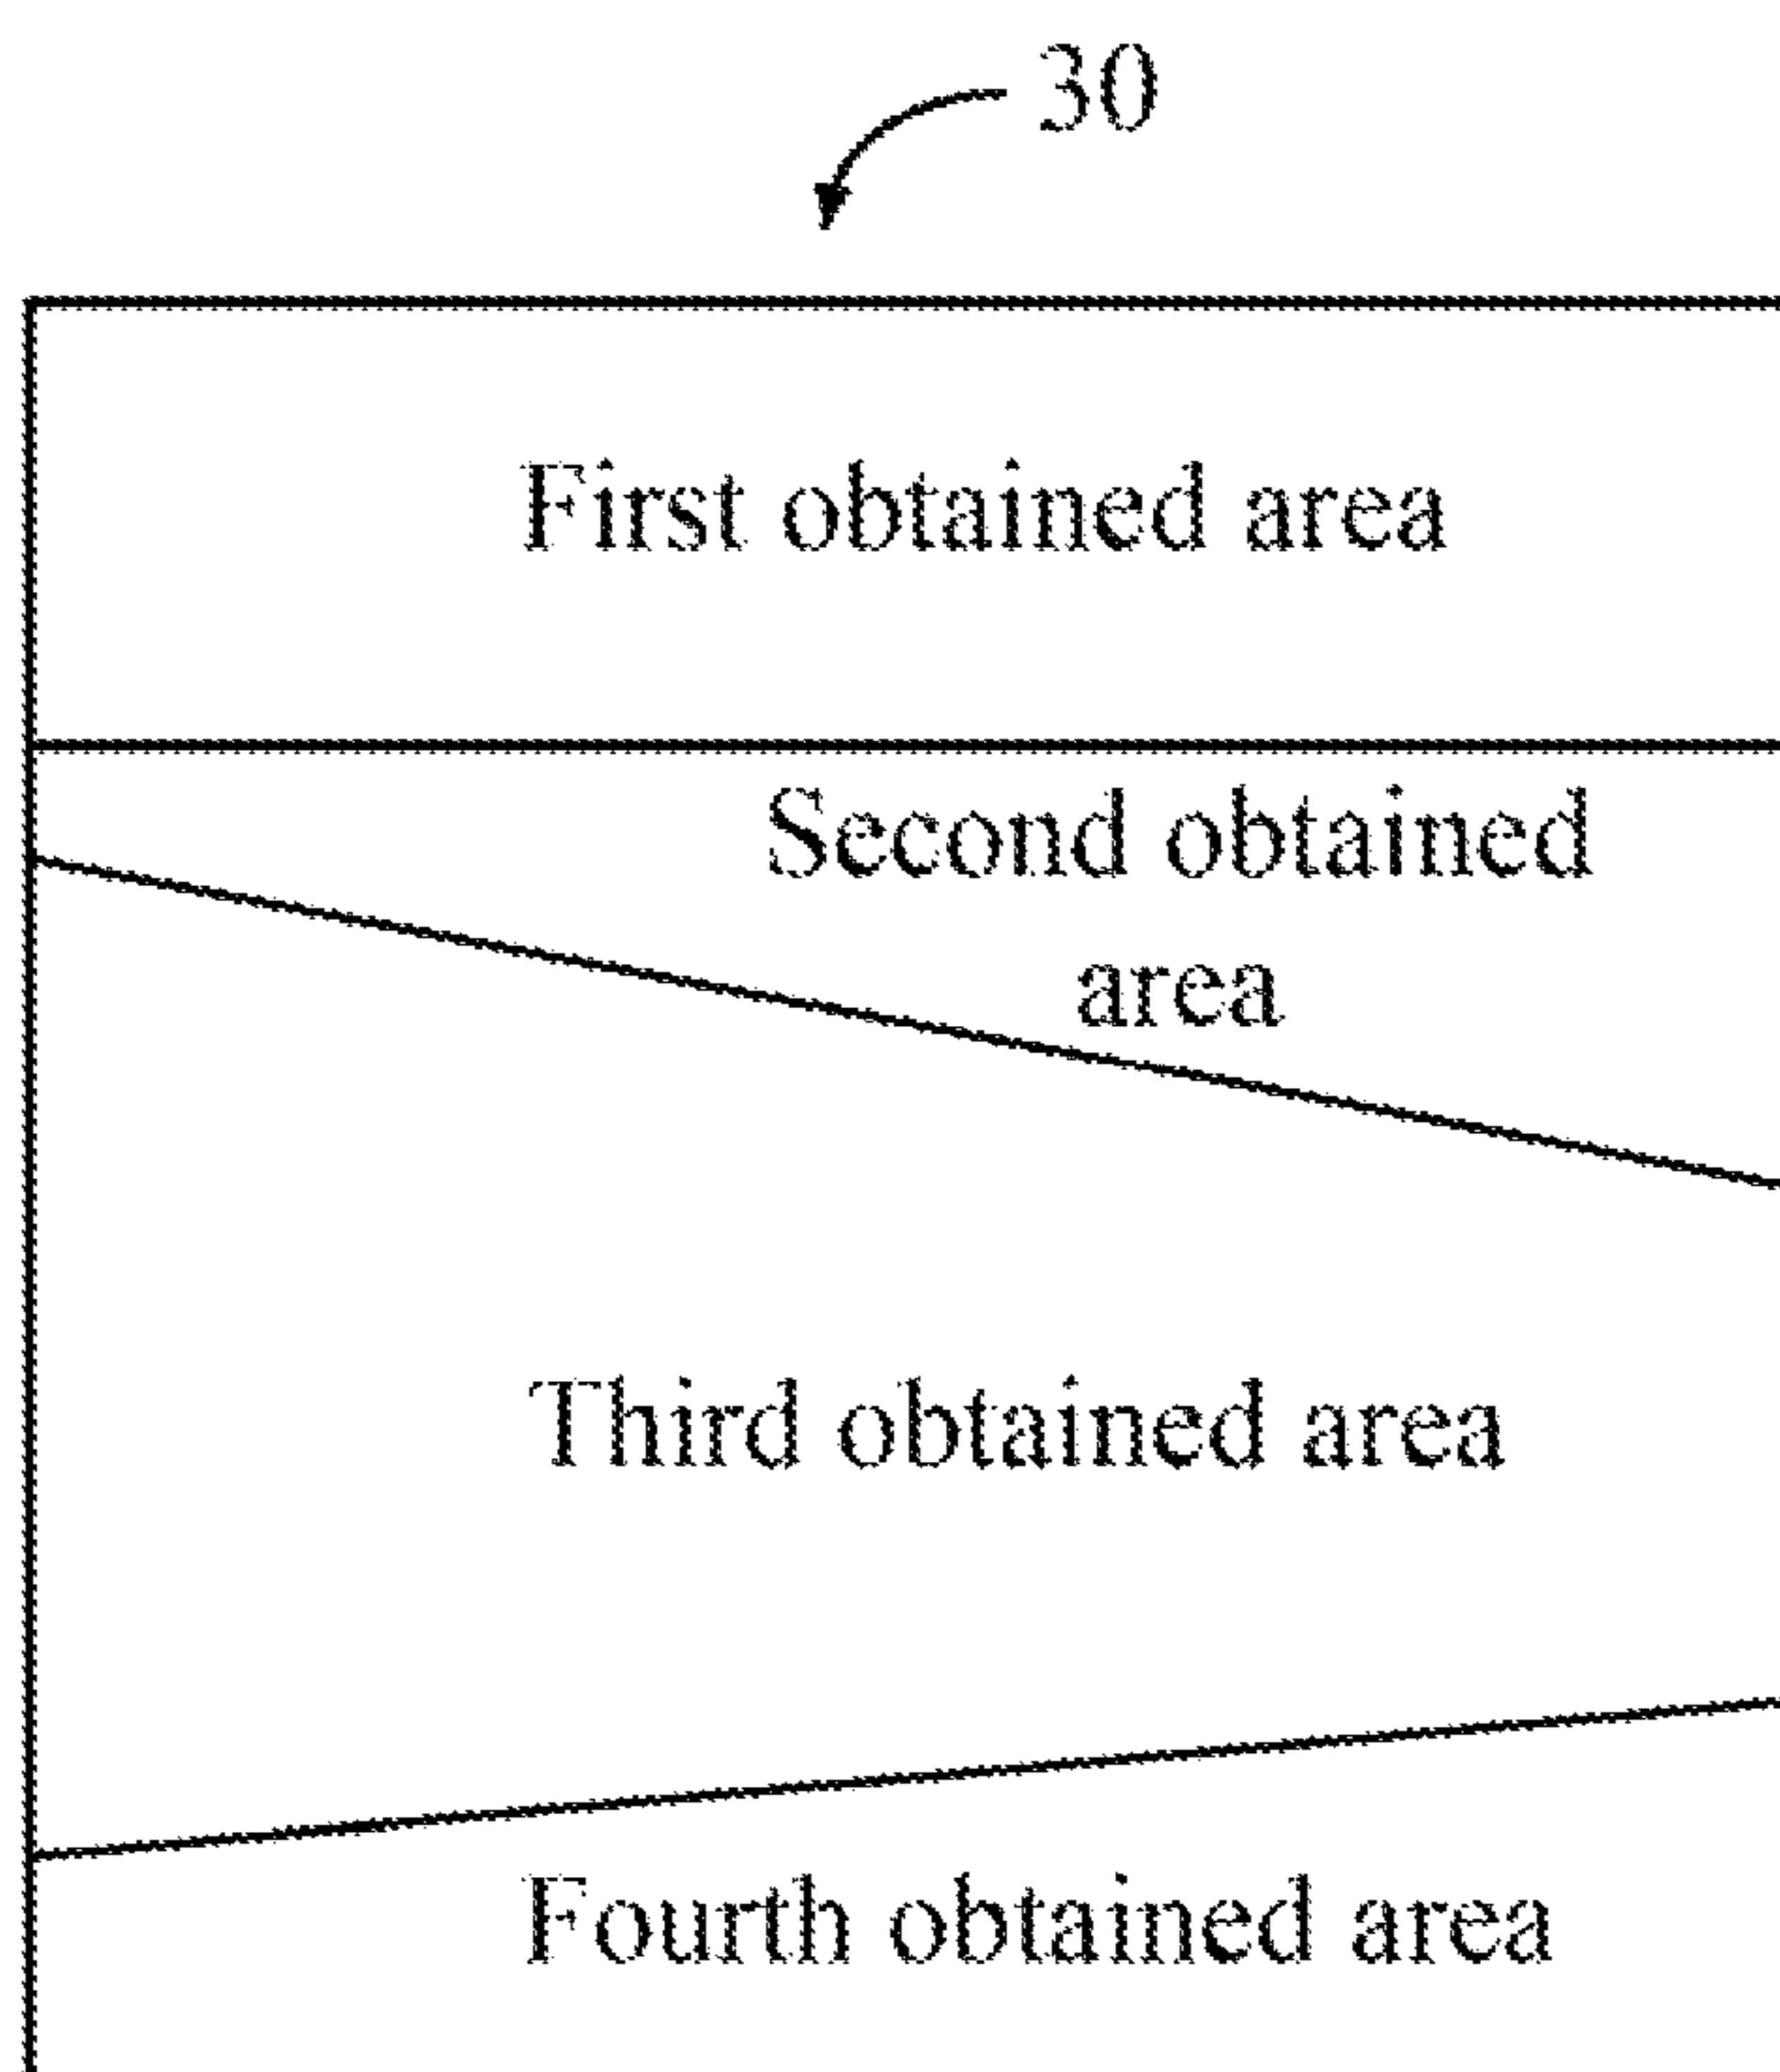 30
First obtained area
Second obtained
area
Third obtained area
Fourth obtained area